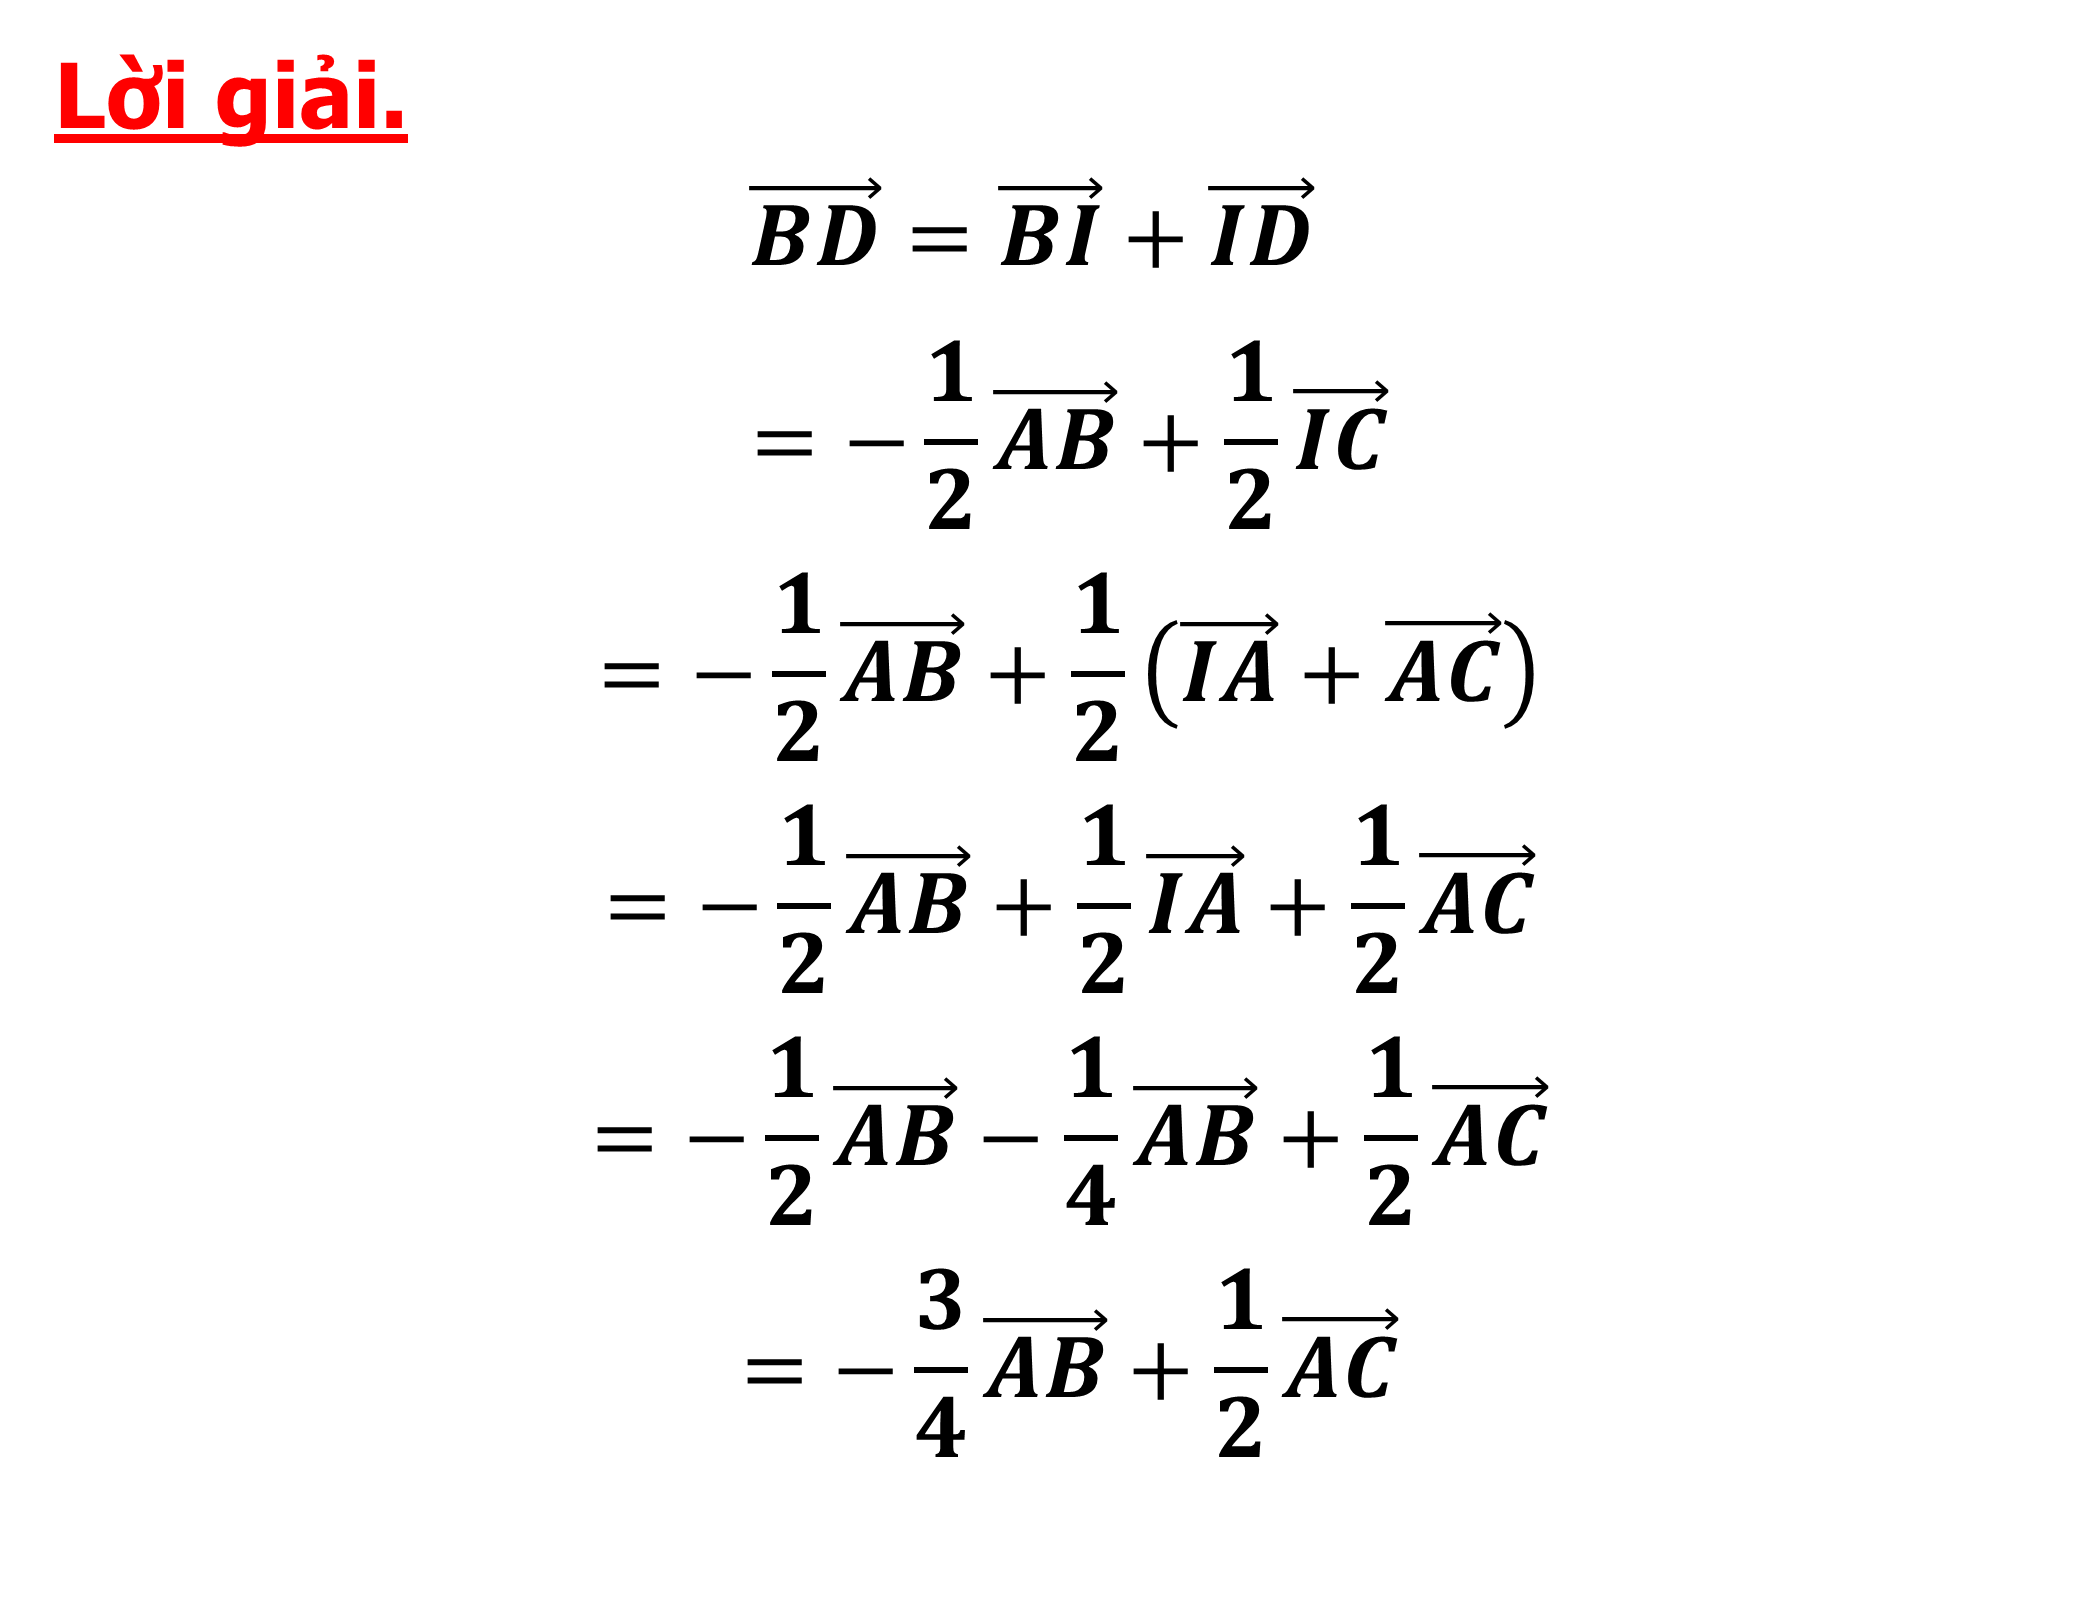 Lời giải.
$\overrightarrow{BD} = \overrightarrow{BI} + \overrightarrow{ID}$
$= -\frac{1}{2}\overrightarrow{AB} + \frac{1}{2}\overrightarrow{IC}$
$= -\frac{1}{2}\overrightarrow{AB} + \frac{1}{2}\left(\overrightarrow{IA} + \overrightarrow{AC}\right)$
$= -\frac{1}{2}\overrightarrow{AB} + \frac{1}{2}\overrightarrow{IA} + \frac{1}{2}\overrightarrow{AC}$
$= -\frac{1}{2}\overrightarrow{AB} - \frac{1}{4}\overrightarrow{AB} + \frac{1}{2}\overrightarrow{AC}$
$= -\frac{3}{4}\overrightarrow{AB} + \frac{1}{2}\overrightarrow{AC}$